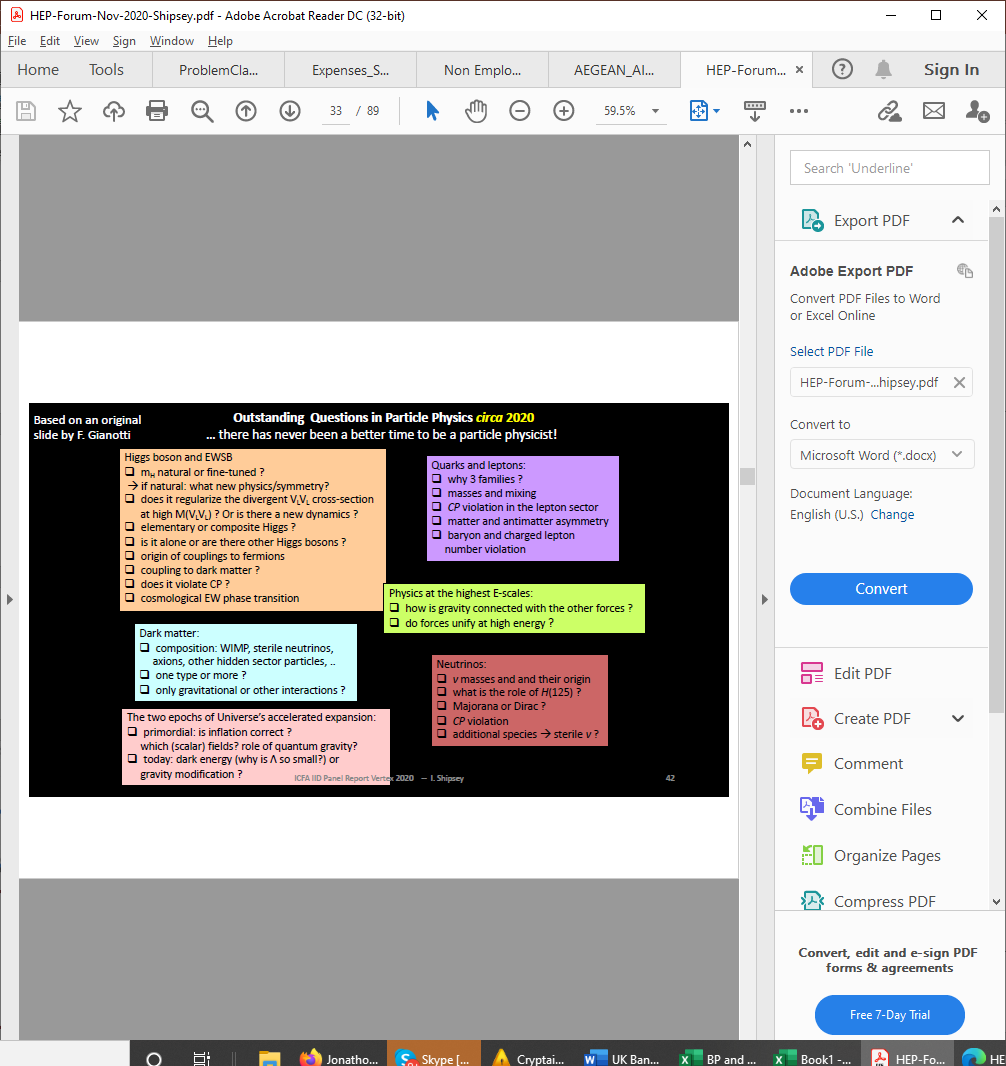 HEP-Forum-Nov-2020-Shipsey.pdf - Adobe Acrobat Reader DC (32-bit)
File Edit View Sign Window Help
Home Tools ProblemCla... Expenses_S... Non Emplo... AEGEAN_AI... HEP-Forum... × Sign In
33 / 89 59.5%
Based on an original
slide by F. Gianotti
Outstanding Questions in Particle Physics circa 2020
... there has never been a better time to be a particle physicist!
Higgs boson and EWSB
❑ mH natural or fine-tuned ?
→ if natural: what new physics/symmetry?
❑ does it regularize the divergent VLVL cross-section
at high M(VLVL) ? Or is there a new dynamics ?
❑ elementary or composite Higgs ?
❑ is it alone or are there other Higgs bosons ?
❑ origin of couplings to fermions
❑ coupling to dark matter ?
❑ does it violate CP ?
❑ cosmological EW phase transition
Quarks and leptons:
❑ why 3 families ?
❑ masses and mixing
❑ CP violation in the lepton sector
❑ matter and antimatter asymmetry
❑ baryon and charged lepton
number violation
Physics at the highest E-scales:
❑ how is gravity connected with the other forces ?
❑ do forces unify at high energy ?
Dark matter:
❑ composition: WIMP, sterile neutrinos,
axions, other hidden sector particles, ..
❑ one type or more ?
❑ only gravitational or other interactions ?
Neutrinos:
❑ ν masses and and their origin
❑ what is the role of H(125) ?
❑ Majorana or Dirac ?
❑ CP violation
❑ additional species → sterile ν ?
The two epochs of Universe's accelerated expansion:
❑ primordial: is inflation correct ?
which (scalar) fields? role of quantum gravity?
❑ today: dark energy (why is Λ so small?) or
gravity modification ?
ICFA IID Panel Report Vertex 2020 — I. Shipsey 42
Search 'Underline'
Export PDF
Adobe Export PDF
Convert PDF Files to Word
or Excel Online
Select PDF File
HEP-Forum-...hipsey.pdf
Convert to
Microsoft Word (*.docx)
Document Language:
English (U.S.) Change
Convert
Edit PDF
Create PDF
Comment
Combine Files
Organize Pages
Compress PDF
Convert, edit and e-sign PDF
forms & agreements
Free 7-Day Trial
Jonatho... Skype [... Cryptai... UK Ban... BP and ... Book1 -... HEP-Fo... HE